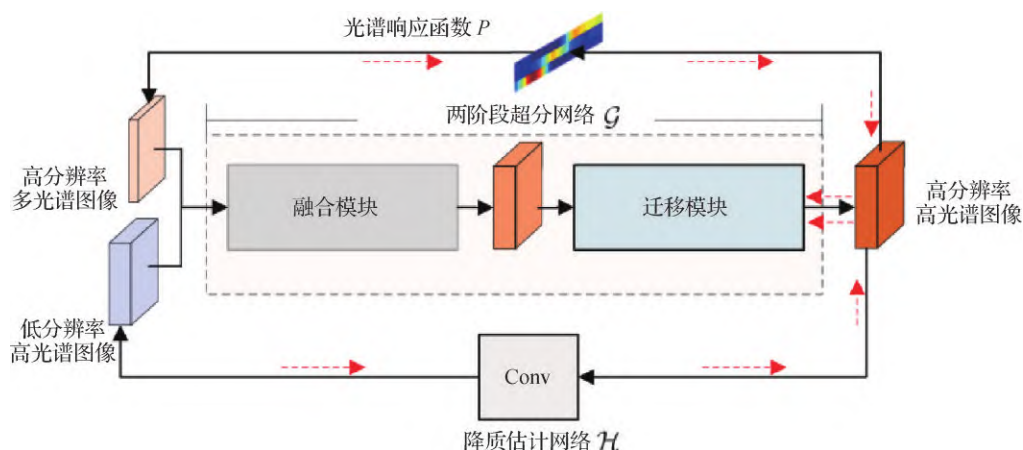 光谱响应函数 P
两阶段超分网络 𝒢
高分辨率
多光谱图像
融合模块
迁移模块
高分辨率
高光谱图像
低分辨率
高光谱图像
Conv
降质估计网络 ℋ